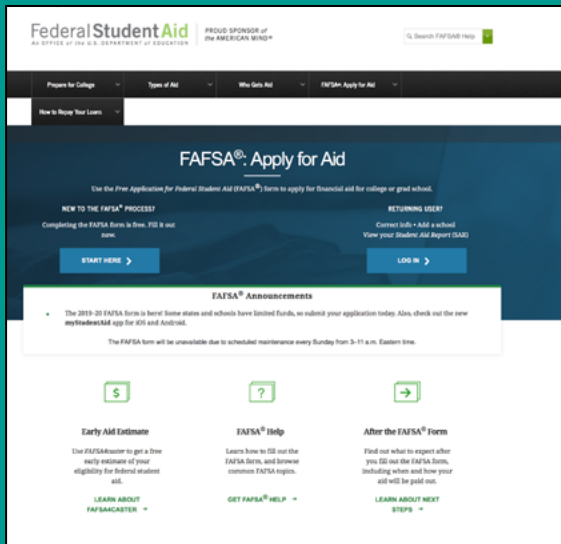 Federal Student Aid
An OFFICE of the U.S. DEPARTMENT of EDUCATION
PROUD SPONSOR of
the AMERICAN MIND®
Search FAFSA® Help
Prepare for College
Types of Aid
Who Gets Aid
FAFSA®: Apply for Aid
How to Repay Your Loans
FAFSA®: Apply for Aid
Use the Free Application for Federal Student Aid (FAFSA®) form to apply for financial aid for college or grad school.
NEW TO THE FAFSA® PROCESS?
Completing the FAFSA form is free. Fill it out
now.
START HERE
RETURNING USER?
Correct info • Add a school
View your Student Aid Report (SAR)
LOG IN
FAFSA® Announcements
• The 2019–20 FAFSA form is here! Some states and schools have limited funds, so submit your application today. Also, check out the new
myStudentAid app for iOS and Android.
The FAFSA form will be unavailable due to scheduled maintenance every Sunday from 3–11 a.m. Eastern time.
$
Early Aid Estimate
Use FAFSA4caster to get a free
early estimate of your
eligibility for federal student
aid.
LEARN ABOUT
FAFSA4CASTER →
?
FAFSA® Help
Learn how to fill out the
FAFSA form, and browse
common FAFSA topics.
GET FAFSA® HELP →
After the FAFSA® Form
Find out what to expect after
you fill out the FAFSA form,
including when and how your
aid will be paid out.
LEARN ABOUT NEXT
STEPS →